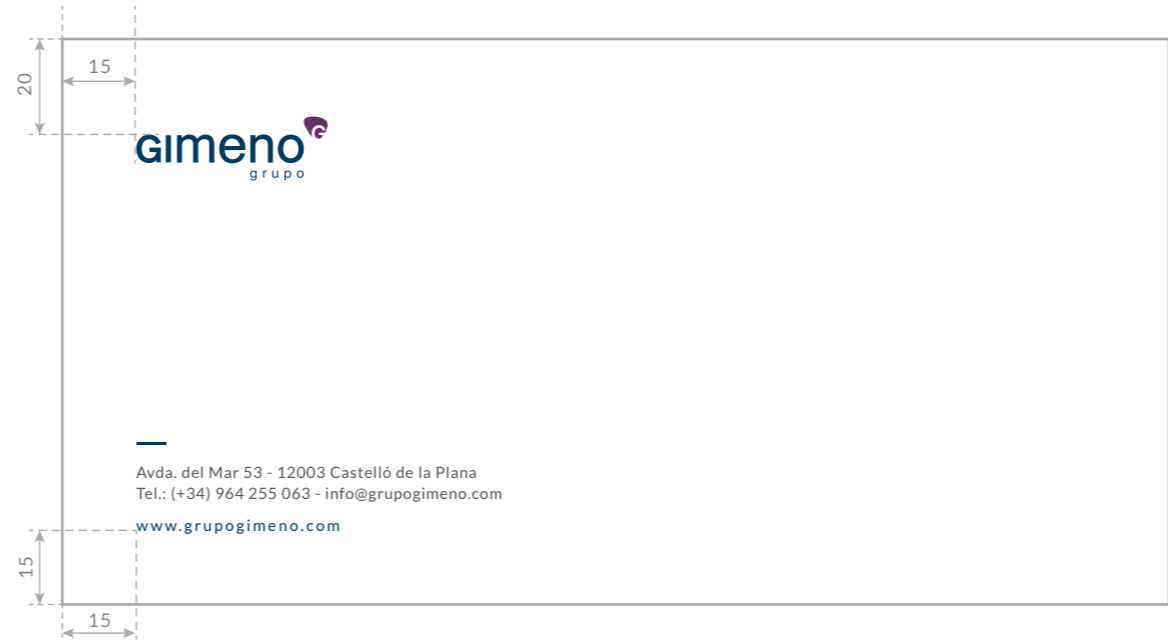 15
20
Gimeno
G
grupo
Avda. del Mar 53 - 12003 Castelló de la Plana
Tel.: (+34) 964 255 063 - info@grupogimeno.com
www.grupogimeno.com
15
15